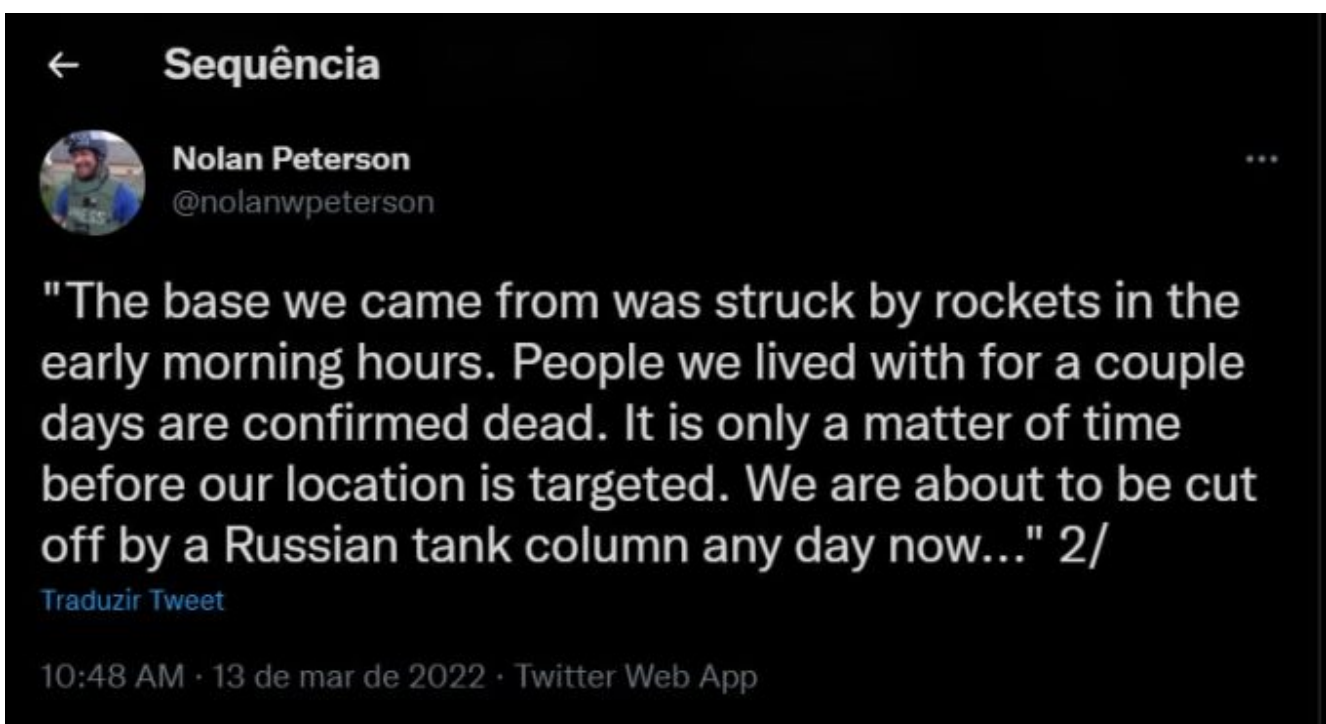 ← Sequência
Nolan Peterson
...
@nolanwpeterson
PRESS
"The base we came from was struck by rockets in the
early morning hours. People we lived with for a couple
days are confirmed dead. It is only a matter of time
before our location is targeted. We are about to be cut
off by a Russian tank column any day now..." 2/
Traduzir Tweet
10:48 AM · 13 de mar de 2022 · Twitter Web App